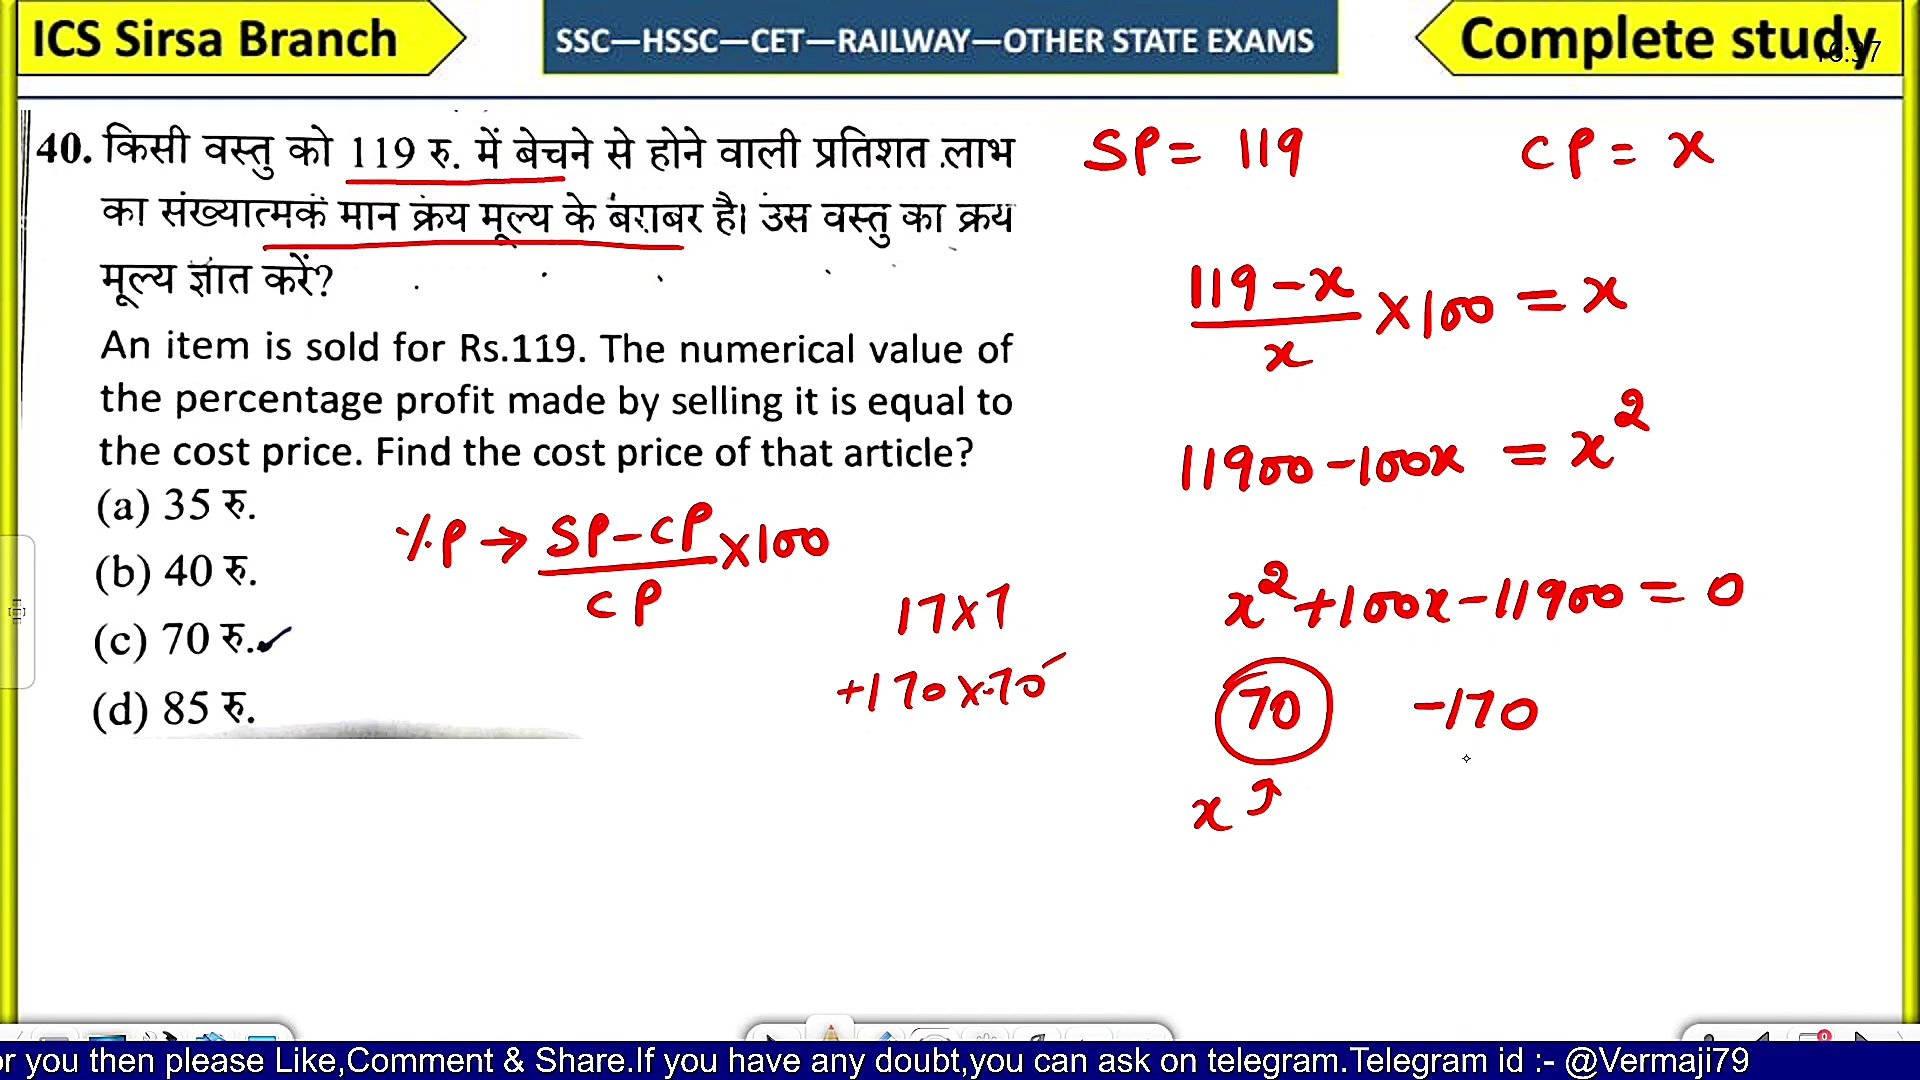 ICS Sirsa Branch
SSC—HSSC—CET—RAILWAY—OTHER STATE EXAMS
Complete study
40. किसी वस्तु को 119 रु. में बेचने से होने वाली प्रतिशत लाभ
का संख्यात्मक मान क्रय मूल्य के बराबर है। उस वस्तु का क्रय
मूल्य ज्ञात करें?
An item is sold for Rs.119. The numerical value of
the percentage profit made by selling it is equal to
the cost price. Find the cost price of that article?
(a) 35 रु.
(b) 40 रु.
(c) 70 रु.
(d) 85 रु.
%P → SP-CP/CP ×100
17×7
+170×-70
SP = 119
CP = x
119-x/x ×100 = x
11900-100x = x²
x²+100x-11900 = 0
70 -170
x
or you then please Like,Comment & Share.If you have any doubt,you can ask on telegram.Telegram id :- @Vermaji79